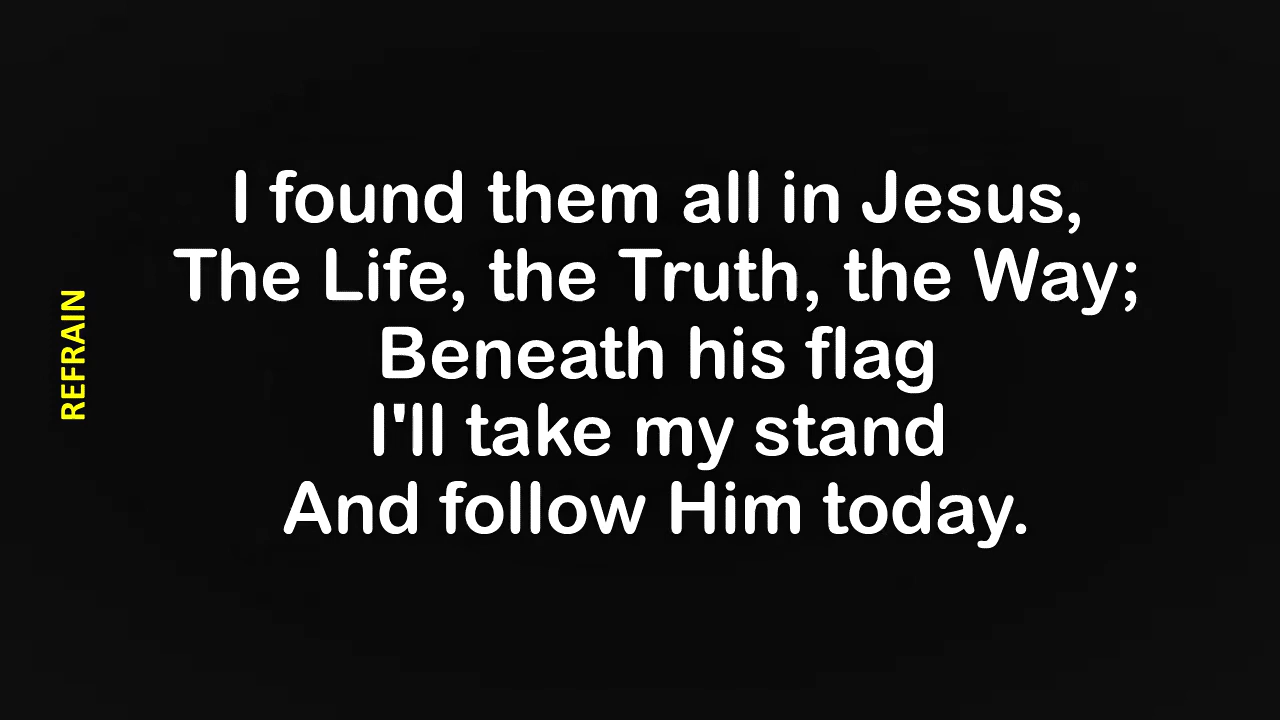 REFRAIN
I found them all in Jesus,
The Life, the Truth, the Way;
Beneath his flag
I'll take my stand
And follow Him today.